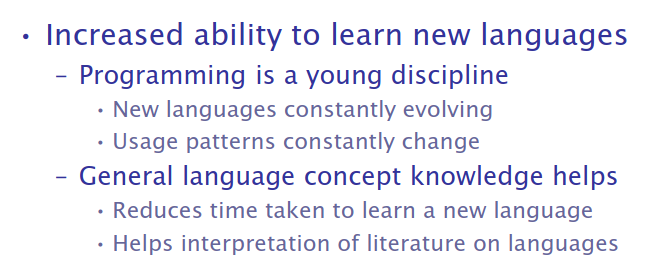 • Increased ability to learn new languages
– Programming is a young discipline
• New languages constantly evolving
• Usage patterns constantly change
– General language concept knowledge helps
• Reduces time taken to learn a new language
• Helps interpretation of literature on languages